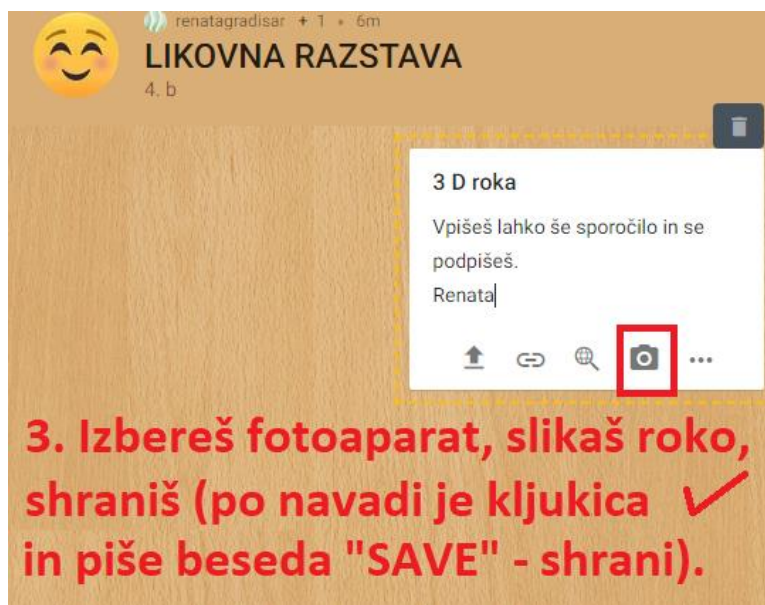 renatagradisar + 1 • 6m
LIKOVNA RAZSTAVA
4. b
3 D roka
Vpišeš lahko še sporočilo in se
podpišeš.
Renata
3. Izbereš fotoaparat, slikaš roko,
shraniš (po navadi je kljukica
in piše beseda "SAVE" - shrani).